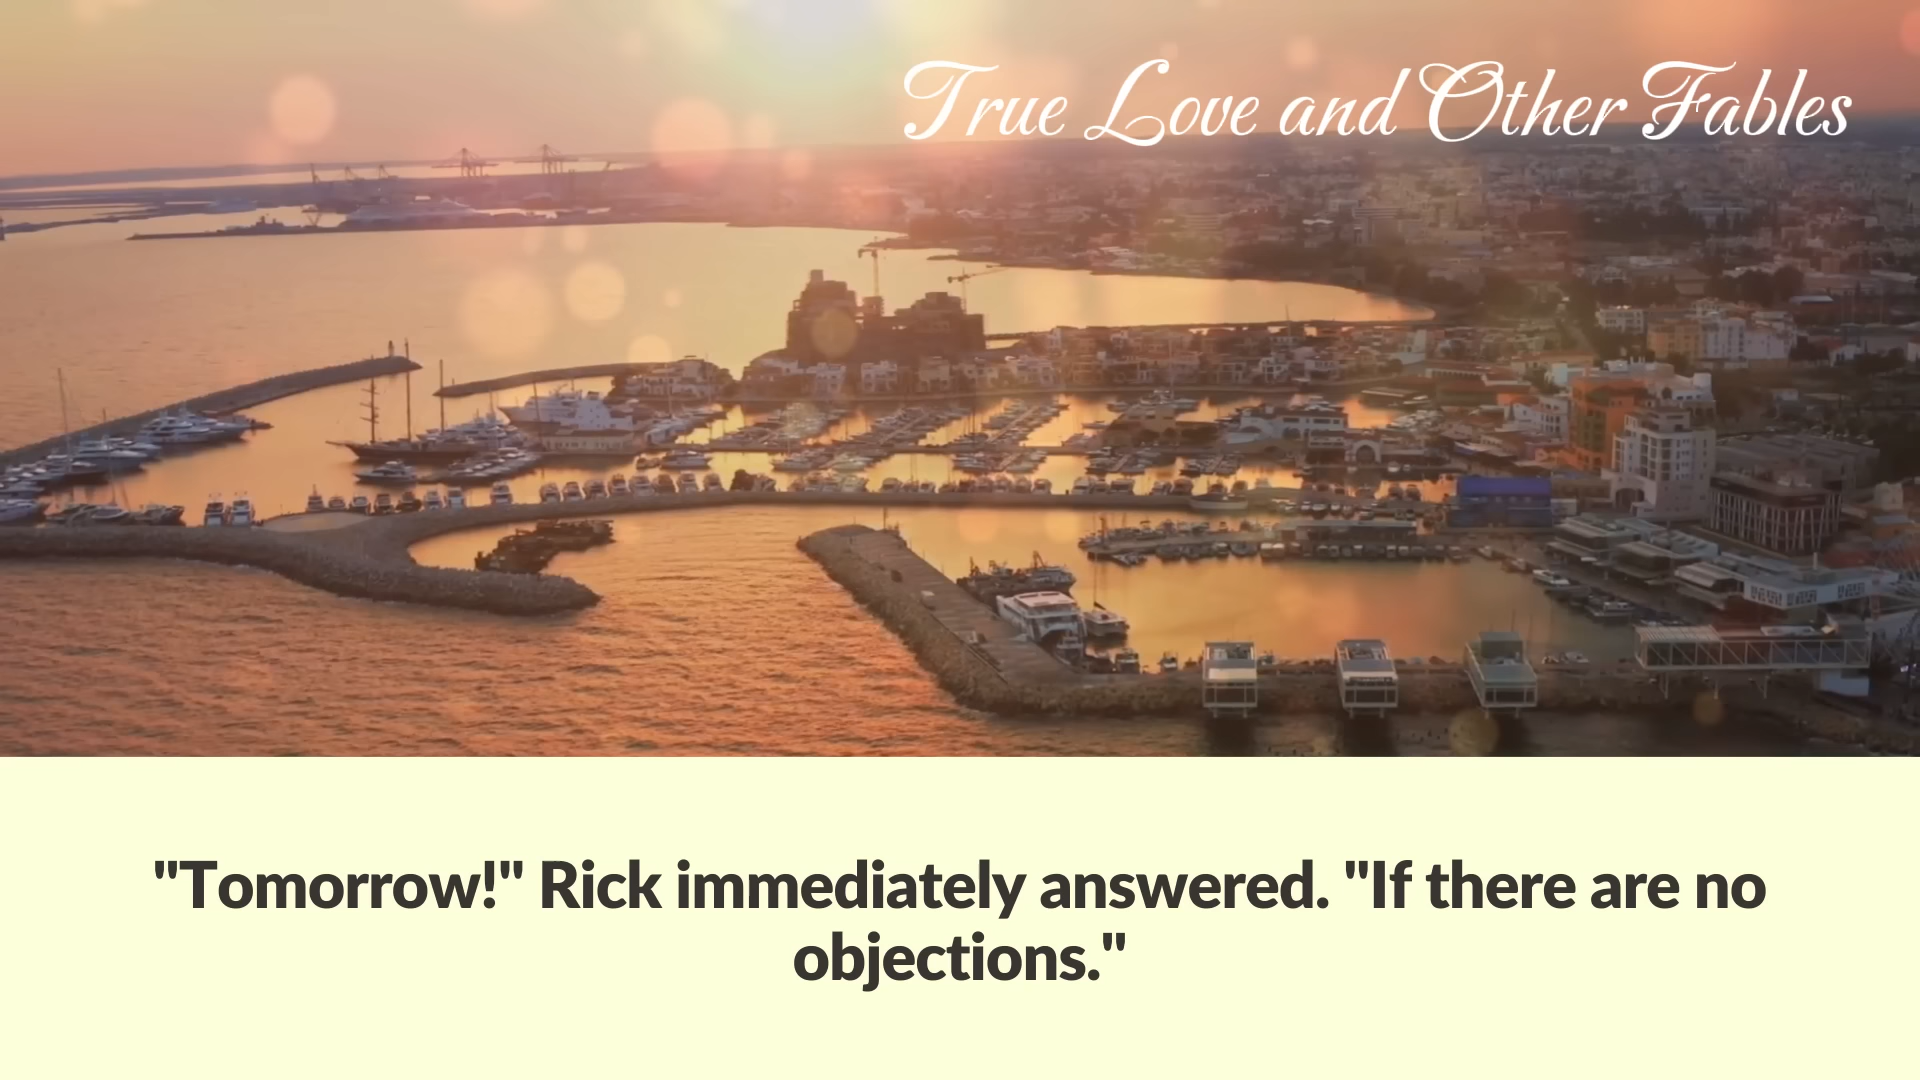 True Love and Other Fables
"Tomorrow!" Rick immediately answered. "If there are no
objections."